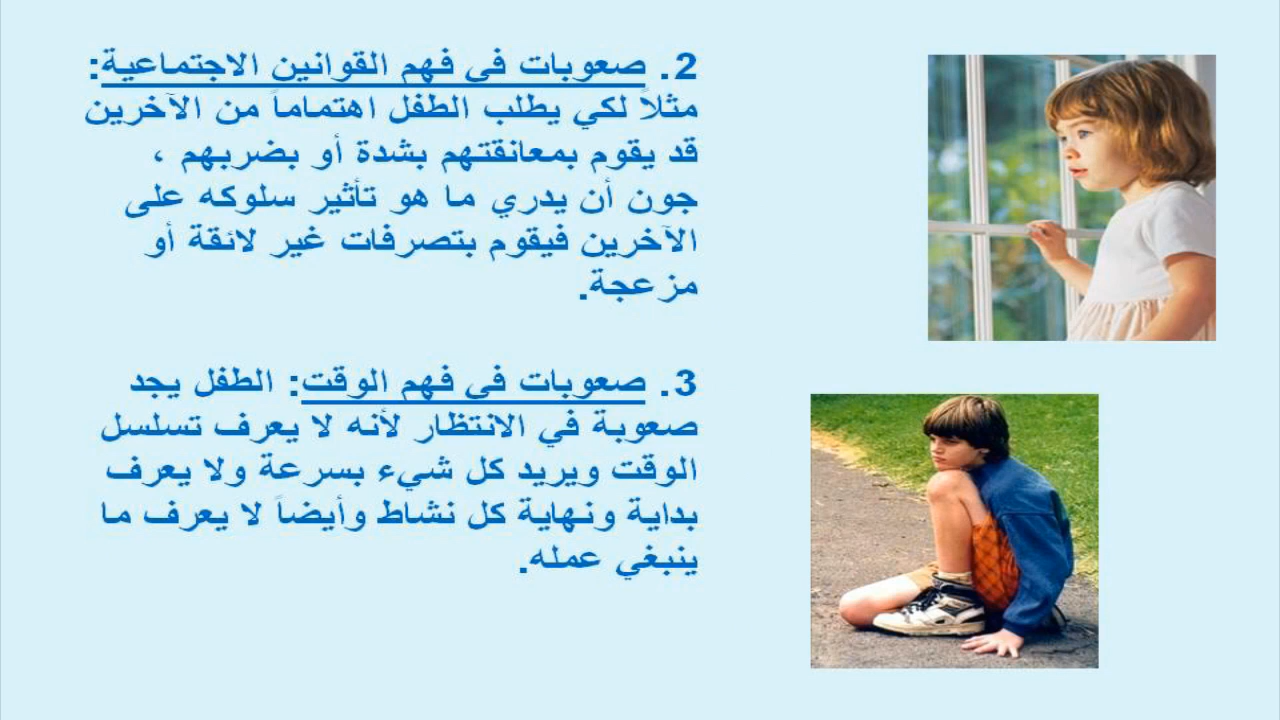 2. صعوبات في فهم القوانين الاجتماعية:
مثلاً لكي يطلب الطفل اهتماماً من الآخرين
قد يقوم بمعانقتهم بشدة أو بضربهم ،
جون أن يدري ما هو تأثير سلوكه على
الآخرين فيقوم بتصرفات غير لائقة أو
مزعجة.
3. صعوبات في فهم الوقت: الطفل يجد
صعوبة في الانتظار لأنه لا يعرف تسلسل
الوقت ويريد كل شيء بسرعة ولا يعرف
بداية ونهاية كل نشاط وأيضاً لا يعرف ما
ينبغي عمله.